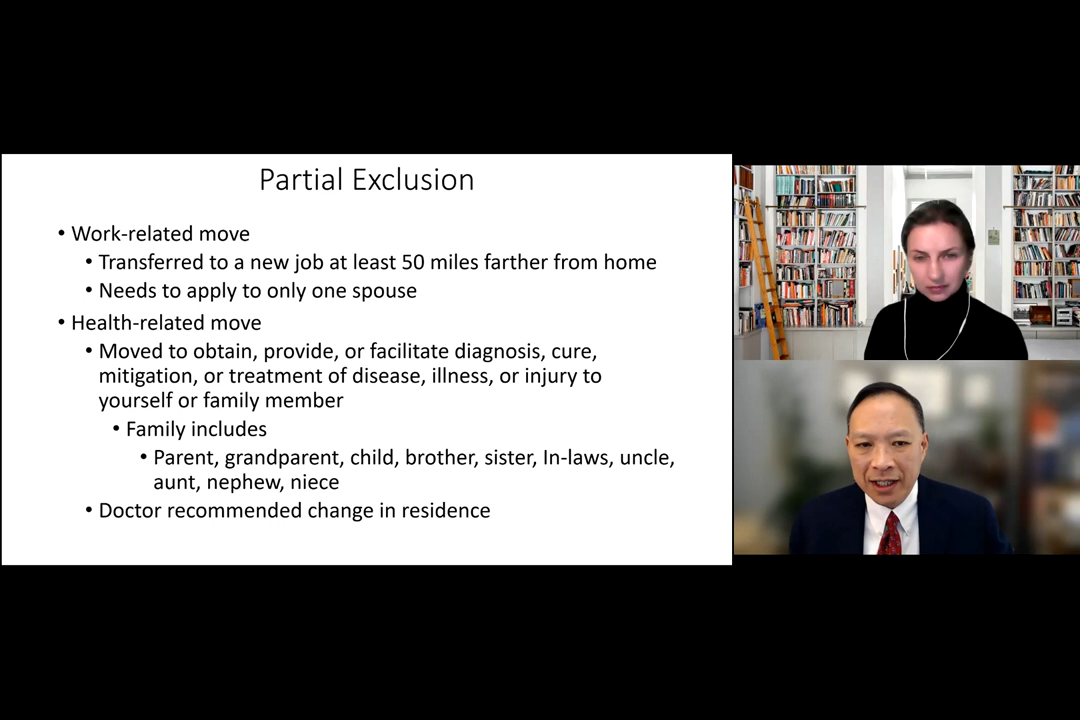 Partial Exclusion
• Work-related move
• Transferred to a new job at least 50 miles farther from home
• Needs to apply to only one spouse
• Health-related move
• Moved to obtain, provide, or facilitate diagnosis, cure,
mitigation, or treatment of disease, illness, or injury to
yourself or family member
• Family includes
• Parent, grandparent, child, brother, sister, In-laws, uncle,
aunt, nephew, niece
• Doctor recommended change in residence